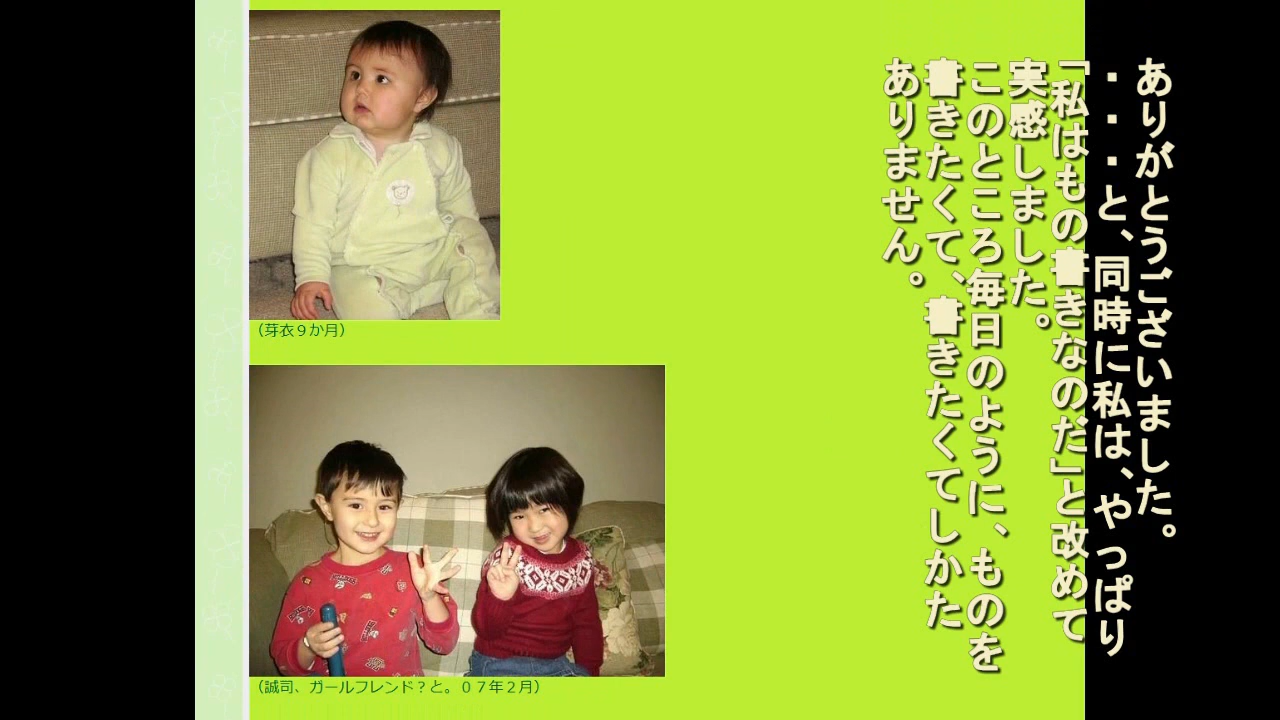 ありがとうございました。
・・・と、同時に私は、やっぱり
「私はもの書きなのだ」と改めて
実感しました。
このところ毎日のように、ものを
書きたくて、書きたくてしかた
ありません。
（芽衣９か月）
（誠司、ガールフレンド？と。０７年２月）